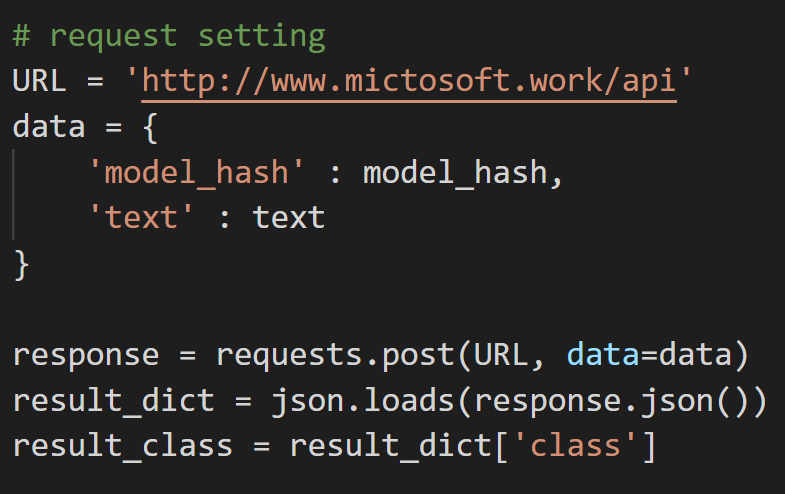 # request setting
URL = 'http://www.mictosoft.work/api'
data = {
    'model_hash' : model_hash,
    'text' : text
}
response = requests.post(URL, data=data)
result_dict = json.loads(response.json())
result_class = result_dict['class']